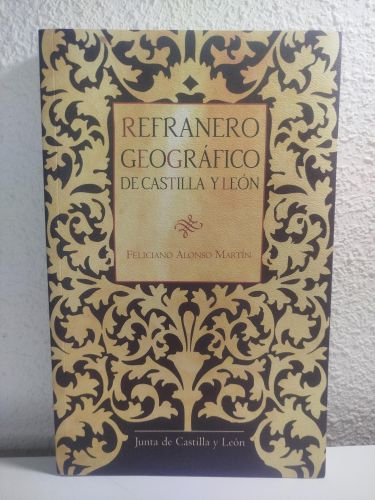 REFRANERO
GEOGRÁFICO
DE CASTILLA Y LEÓN
FELICIANO ALONSO MARTÍN
Junta de Castilla y León